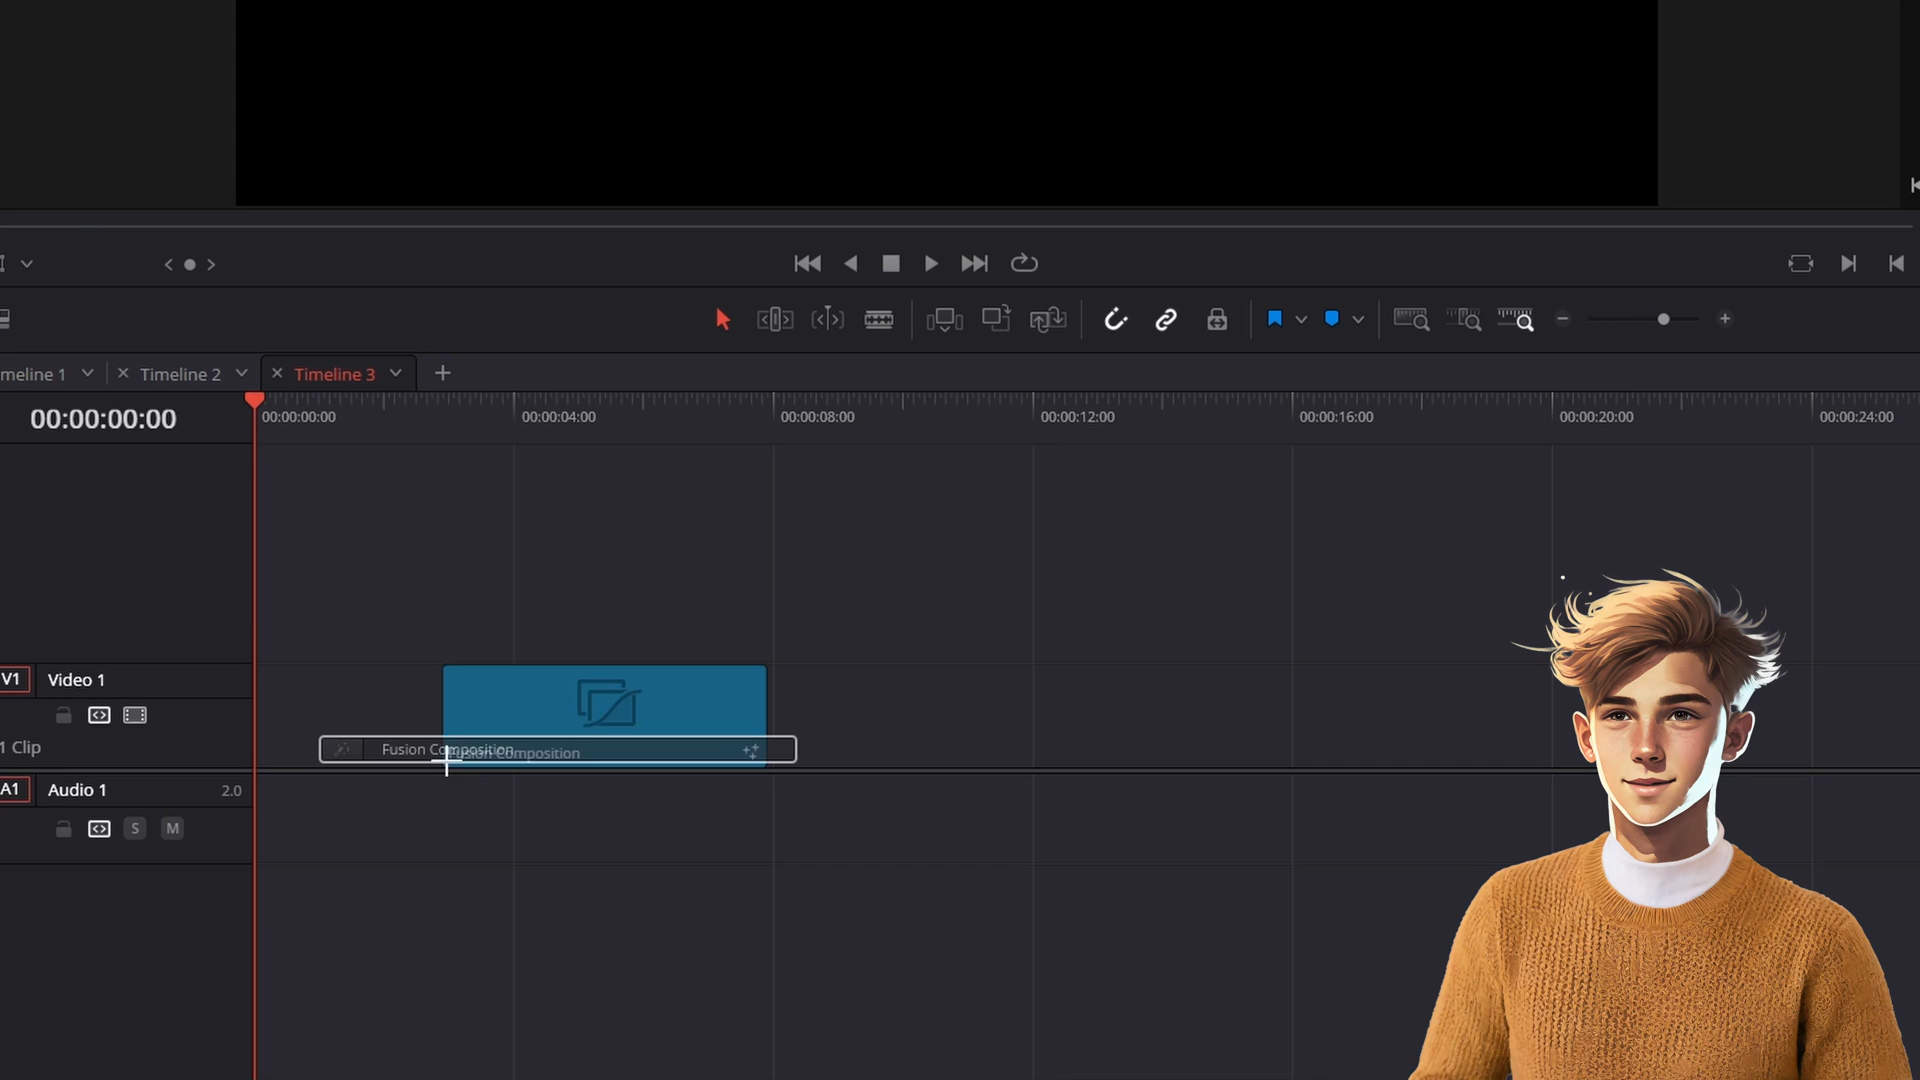 meline 1
Timeline 2
Timeline 3
00:00:00:00
00:00:00:00
00:00:04:00
00:00:08:00
00:00:12:00
00:00:16:00
00:00:20:00
00:00:24:00
V1
Video 1
1 Clip
Fusion Composition
Fusion Composition
A1
Audio 1
2.0
S
M